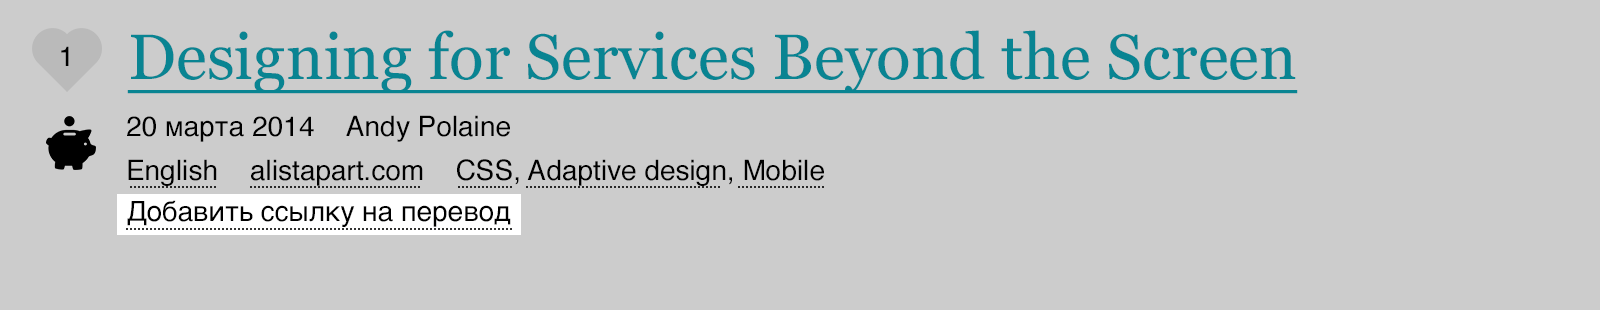 1
Designing for Services Beyond the Screen
20 марта 2014 Andy Polaine
English alistapart.com CSS, Adaptive design, Mobile
Добавить ссылку на перевод